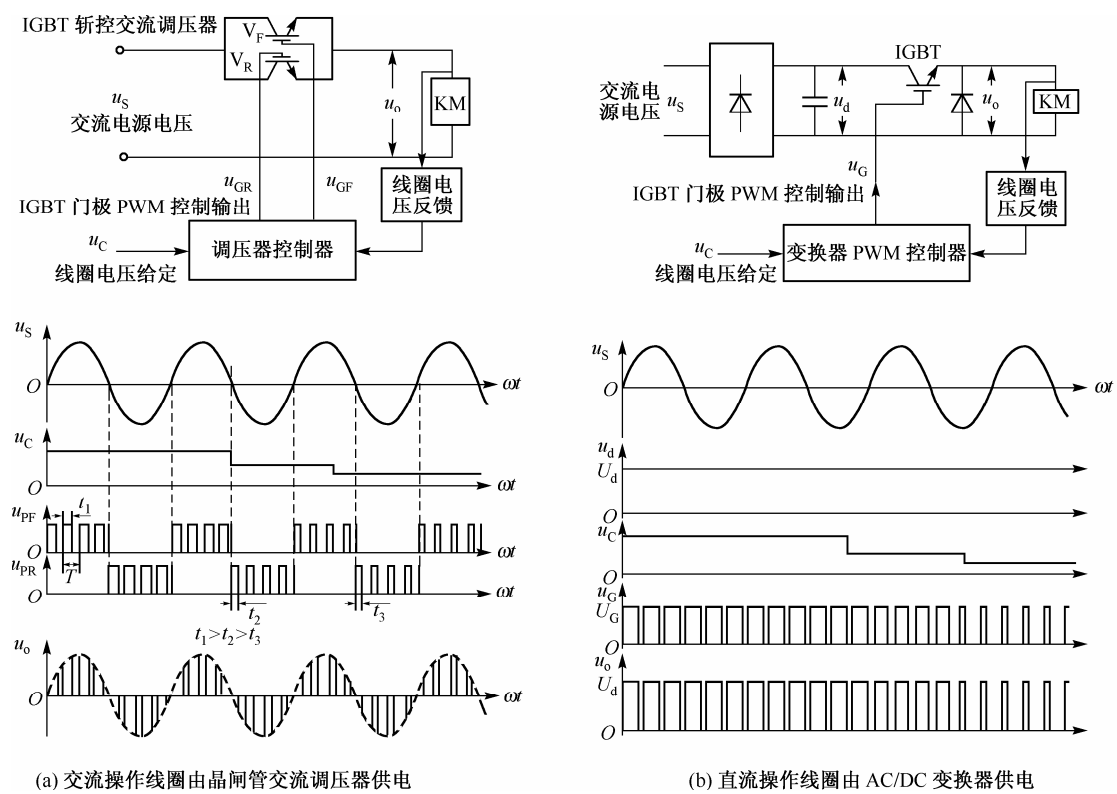 IGBT 斩控交流调压器
V_F
V_R
u_S
交流电源电压
u_o
KM
u_GR
u_GF
线圈电
压反馈
IGBT 门极 PWM 控制输出
u_C
线圈电压给定
调压器控制器
u_S
O
ωt
u_C
O
ωt
u_PF
t_1
O
ωt
T
u_PR
O
ωt
t_2
t_3
t_1>t_2>t_3
u_o
O
ωt
(a) 交流操作线圈由晶闸管交流调压器供电
IGBT
交流电
源电压
u_S
u_d
u_o
KM
u_G
IGBT 门极 PWM 控制输出
线圈电
压反馈
u_C
线圈电压给定
变换器 PWM 控制器
u_S
O
ωt
u_d
U_d
O
u_C
O
u_G
U_G
O
u_o
U_d
O
(b) 直流操作线圈由 AC/DC 变换器供电